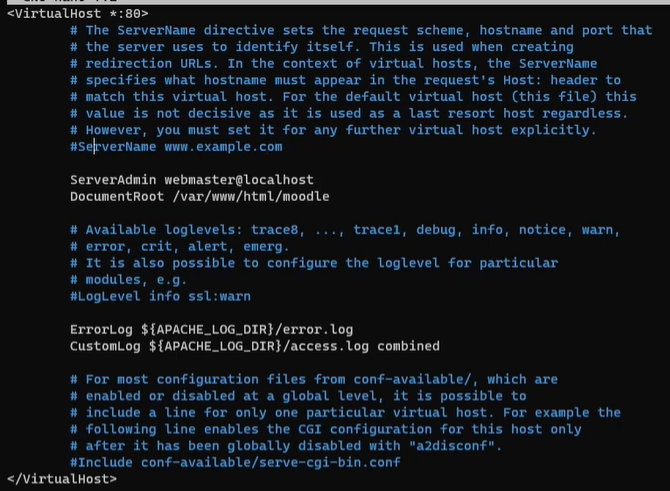 <VirtualHost *:80>
# The ServerName directive sets the request scheme, hostname and port that
# the server uses to identify itself. This is used when creating
# redirection URLs. In the context of virtual hosts, the ServerName
# specifies what hostname must appear in the request's Host: header to
# match this virtual host. For the default virtual host (this file) this
# value is not decisive as it is used as a last resort host regardless.
# However, you must set it for any further virtual host explicitly.
#ServerName www.example.com
ServerAdmin webmaster@localhost
DocumentRoot /var/www/html/moodle
# Available loglevels: trace8, ..., trace1, debug, info, notice, warn,
# error, crit, alert, emerg.
# It is also possible to configure the loglevel for particular
# modules, e.g.
#LogLevel info ssl:warn
ErrorLog ${APACHE_LOG_DIR}/error.log
CustomLog ${APACHE_LOG_DIR}/access.log combined
# For most configuration files from conf-available/, which are
# enabled or disabled at a global level, it is possible to
# include a line for only one particular virtual host. For example the
# following line enables the CGI configuration for this host only
# after it has been globally disabled with "a2disconf".
#Include conf-available/serve-cgi-bin.conf
</VirtualHost>